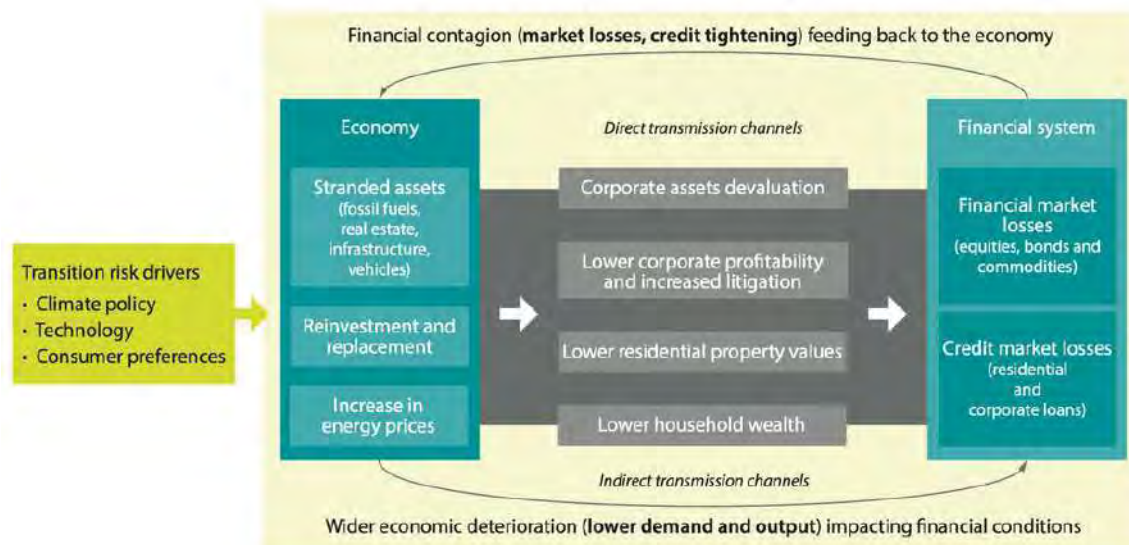 Financial contagion (market losses, credit tightening) feeding back to the economy
Economy
Direct transmission channels
Financial system
Stranded assets
(fossil fuels,
real estate,
infrastructure,
vehicles)
Corporate assets devaluation
Financial market
losses
(equities, bonds and
commodities)
Transition risk drivers
• Climate policy
• Technology
• Consumer preferences
Lower corporate profitability
and increased litigation
Reinvestment and
replacement
Lower residential property values
Credit market losses
(residential
and
corporate loans)
Increase in
energy prices
Lower household wealth
Indirect transmission channels
Wider economic deterioration (lower demand and output) impacting financial conditions